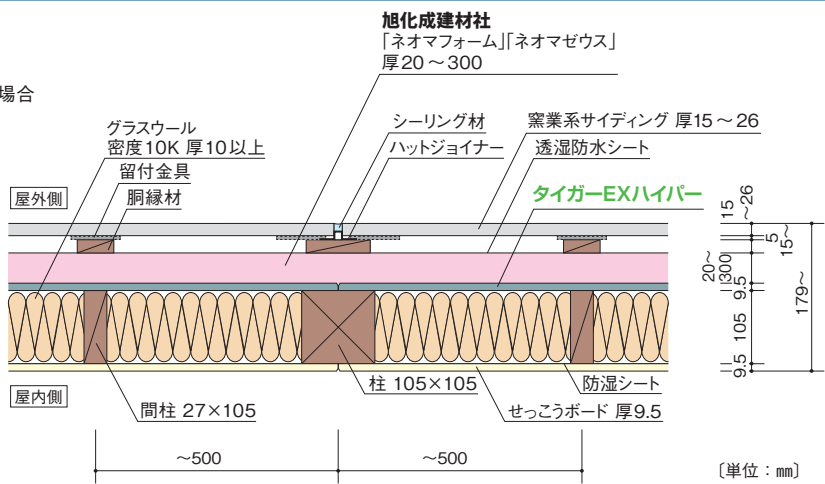 旭化成建材社
「ネオマフォーム」「ネオマゼウス」
厚20～300
場合
グラスウール
密度10K 厚10以上
留付金具
胴縁材
シーリング材
ハットジョイナー
窯業系サイディング 厚15～26
透湿防水シート
タイガーEXハイパー
屋外側
15
～26
5
15～
20～
300
9.5
105
9.5
179～
屋内側
間柱 27×105
柱 105×105
防湿シート
せっこうボード 厚9.5
～500
～500
〔単位：㎜〕